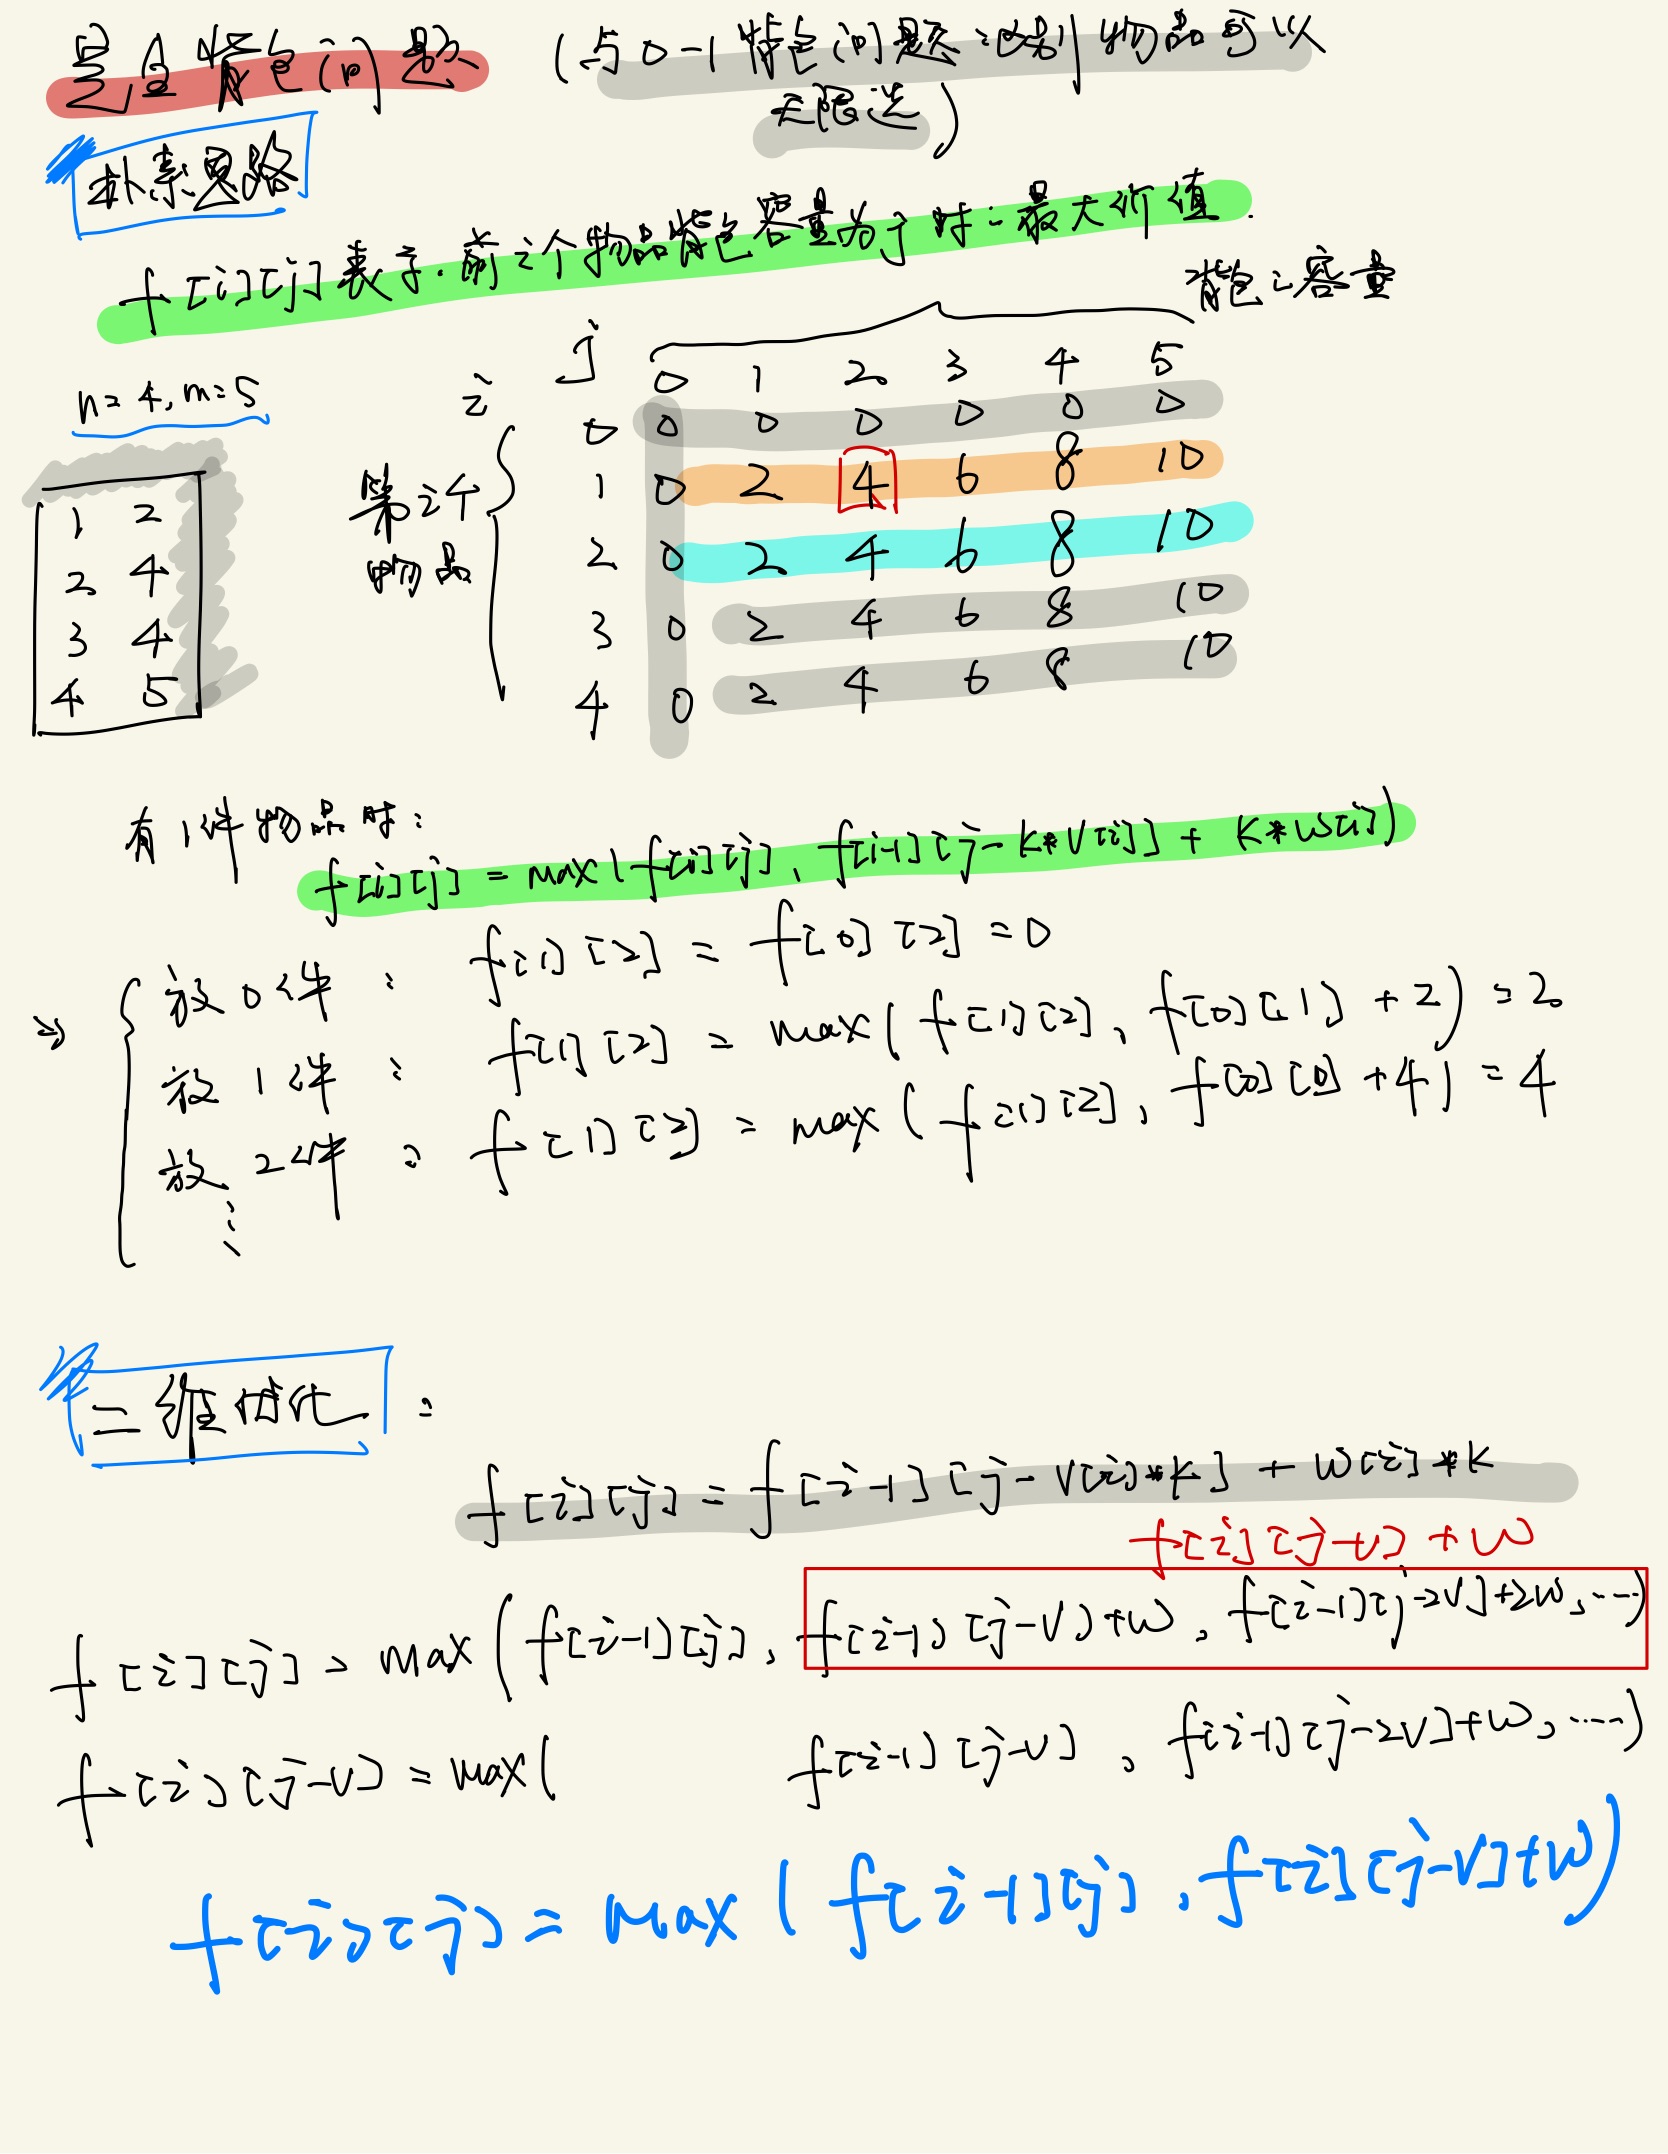 背包问题 (与0-1背包问题区别物品可以
无限选)
朴素思路
f[i][j]表示前i个物品背包容量为j时最大价值.
背包容量
n=4, m=5
j 0 1 2 3 4 5
i
0 0 0 0 0 0 0
1 0 2 4 6 8 10
2 0 2 4 6 8 10
3 0 2 4 6 8 10
4 0 2 4 6 8 10
第i个
物品
1 2
2 4
3 4
4 5
有1件物品时:
f[i][j] = max(f[i][j], f[i-1][j-k*v[i]] + k*w[i])
放0件: f[1][2] = f[0][2] = 0
放1件: f[1][2] = max(f[1][2], f[0][1] + 2) = 2
放2件: f[1][2] = max(f[1][2], f[0][0] + 4) = 4
二维优化:
f[i][j] = f[i-1][j-v[i]*k] + w[i]*k
f[i][j-v] + w
f[i][j] = max(f[i-1][j], f[i-1][j-v]+w, f[i-1][j-2v]+2w, ....)
f[i][j-v] = max( f[i-1][j-v], f[i-1][j-2v]+w, ....)
f[i][j] = max(f[i-1][j], f[i][j-v]+w)